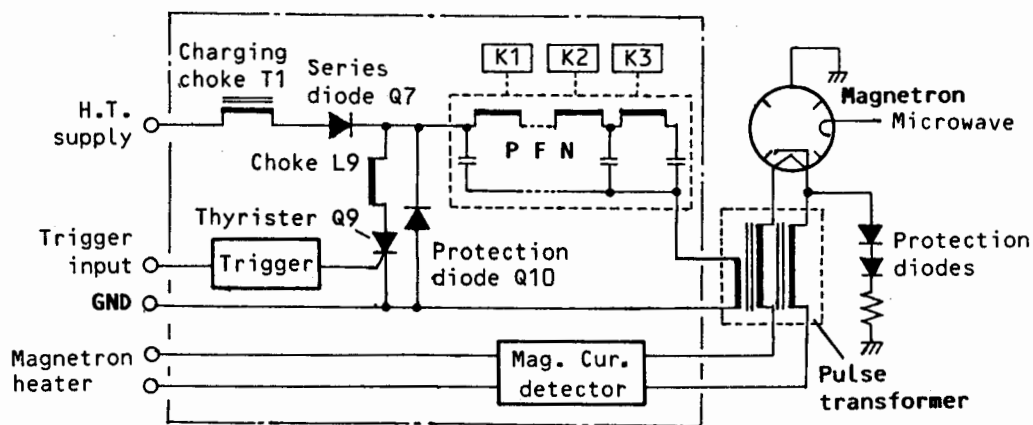 Charging
choke T1
Series
diode Q7
K1
K2
K3
H.T.
supply
Magnetron
Microwave
P F N
Choke L9
Thyrister Q9
Trigger
input
Trigger
Protection
diode Q10
Protection
diodes
GND
Magnetron
heater
Mag. Cur.
detector
Pulse
transformer